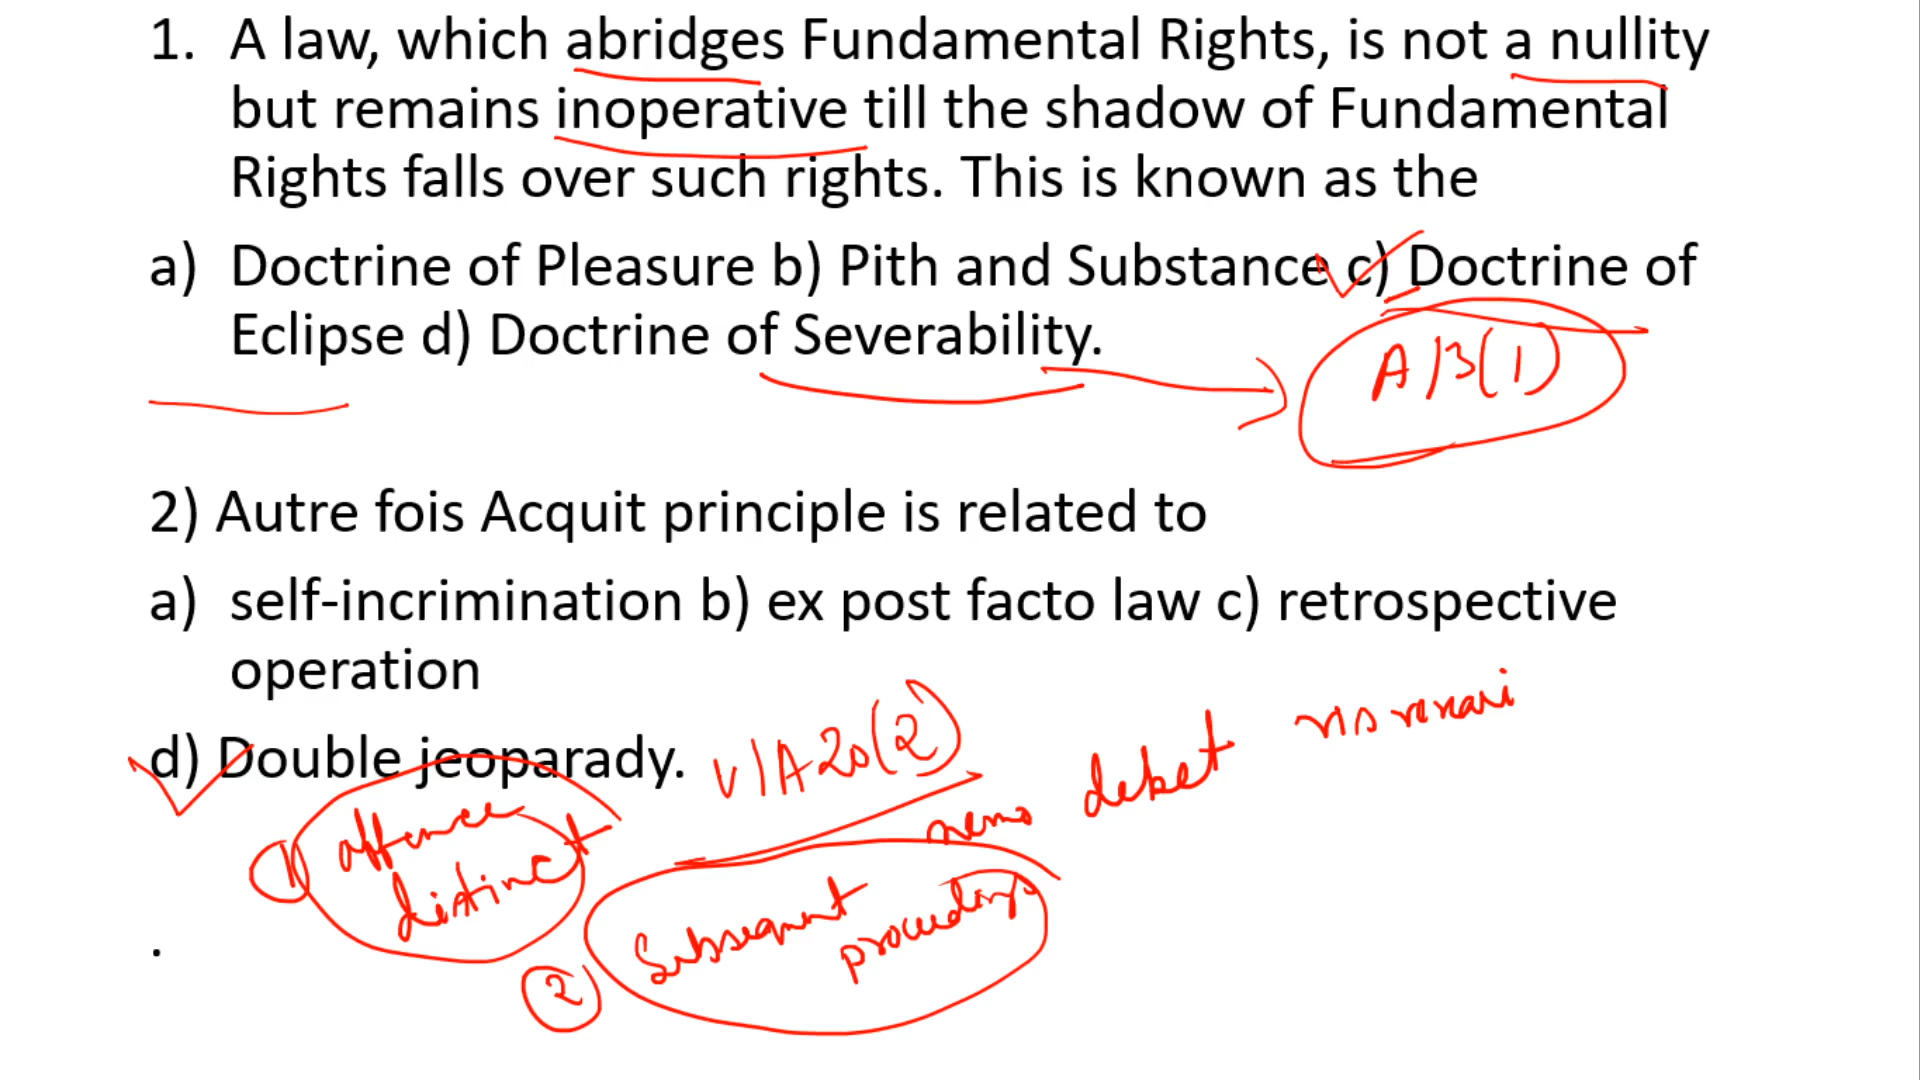 1. A law, which abridges Fundamental Rights, is not a nullity
but remains inoperative till the shadow of Fundamental
Rights falls over such rights. This is known as the
a) Doctrine of Pleasure b) Pith and Substance c) Doctrine of
Eclipse d) Doctrine of Severability.
A 13(1)
2) Autre fois Acquit principle is related to
a) self-incrimination b) ex post facto law c) retrospective
operation
d) Double jeoparady. V/A 20(2)
nemo debet vexari
1 offence
distinct
2 Subsequent
proceedings
.